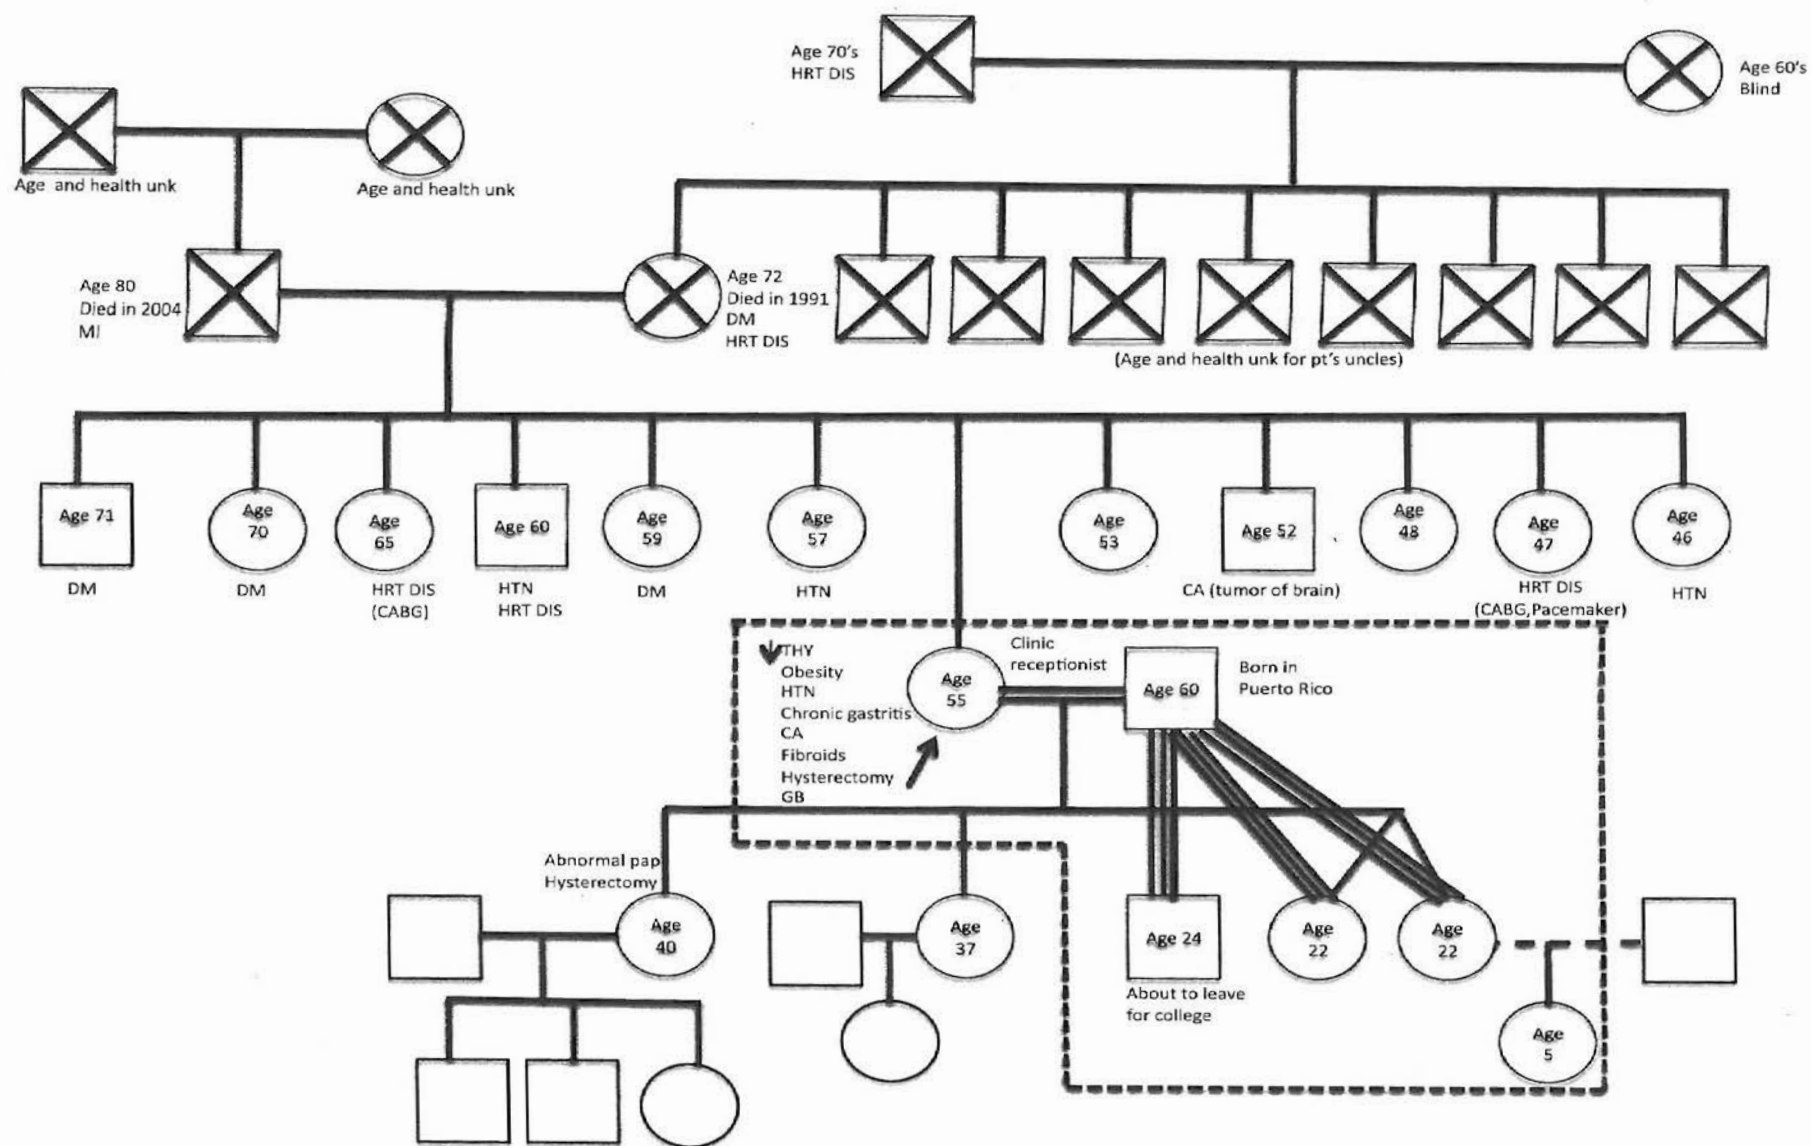 Age 70's
HRT DIS
Age 60's
Blind
Age  and health unk
Age and health unk
Age 80
Died in 2004
MI
Age 72
Died in 1991
DM
HRT DIS
(Age and health unk for pt's uncles)
Age 71
DM
Age
70
DM
Age
65
HRT DIS
(CABG)
Age 60
HTN
HRT DIS
Age
59
DM
Age
57
HTN
Age
53
Age 52
CA (tumor of brain)
Age
48
Age
47
HRT DIS
(CABG,Pacemaker)
Age
46
HTN
THY
Obesity
HTN
Chronic gastritis
CA
Fibroids
Hysterectomy
GB
Age
55
Clinic
receptionist
Age 60
Born in
Puerto Rico
Abnormal pap
Hysterectomy
Age
40
Age
37
Age 24
About to leave
for college
Age
22
Age
22
Age
5